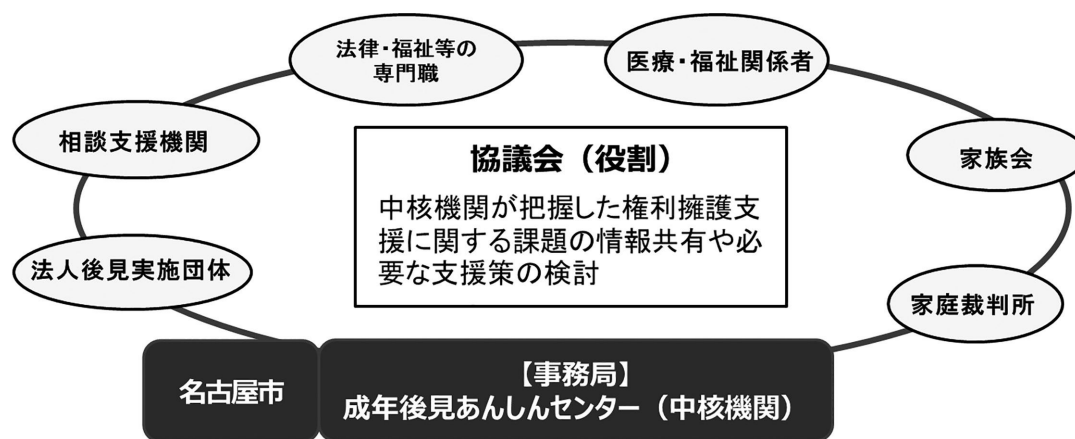 法律・福祉等の
専門職
医療・福祉関係者
相談支援機関
家族会
協議会（役割）
中核機関が把握した権利擁護支
援に関する課題の情報共有や必
要な支援策の検討
法人後見実施団体
家庭裁判所
名古屋市
【事務局】
成年後見あんしんセンター（中核機関）